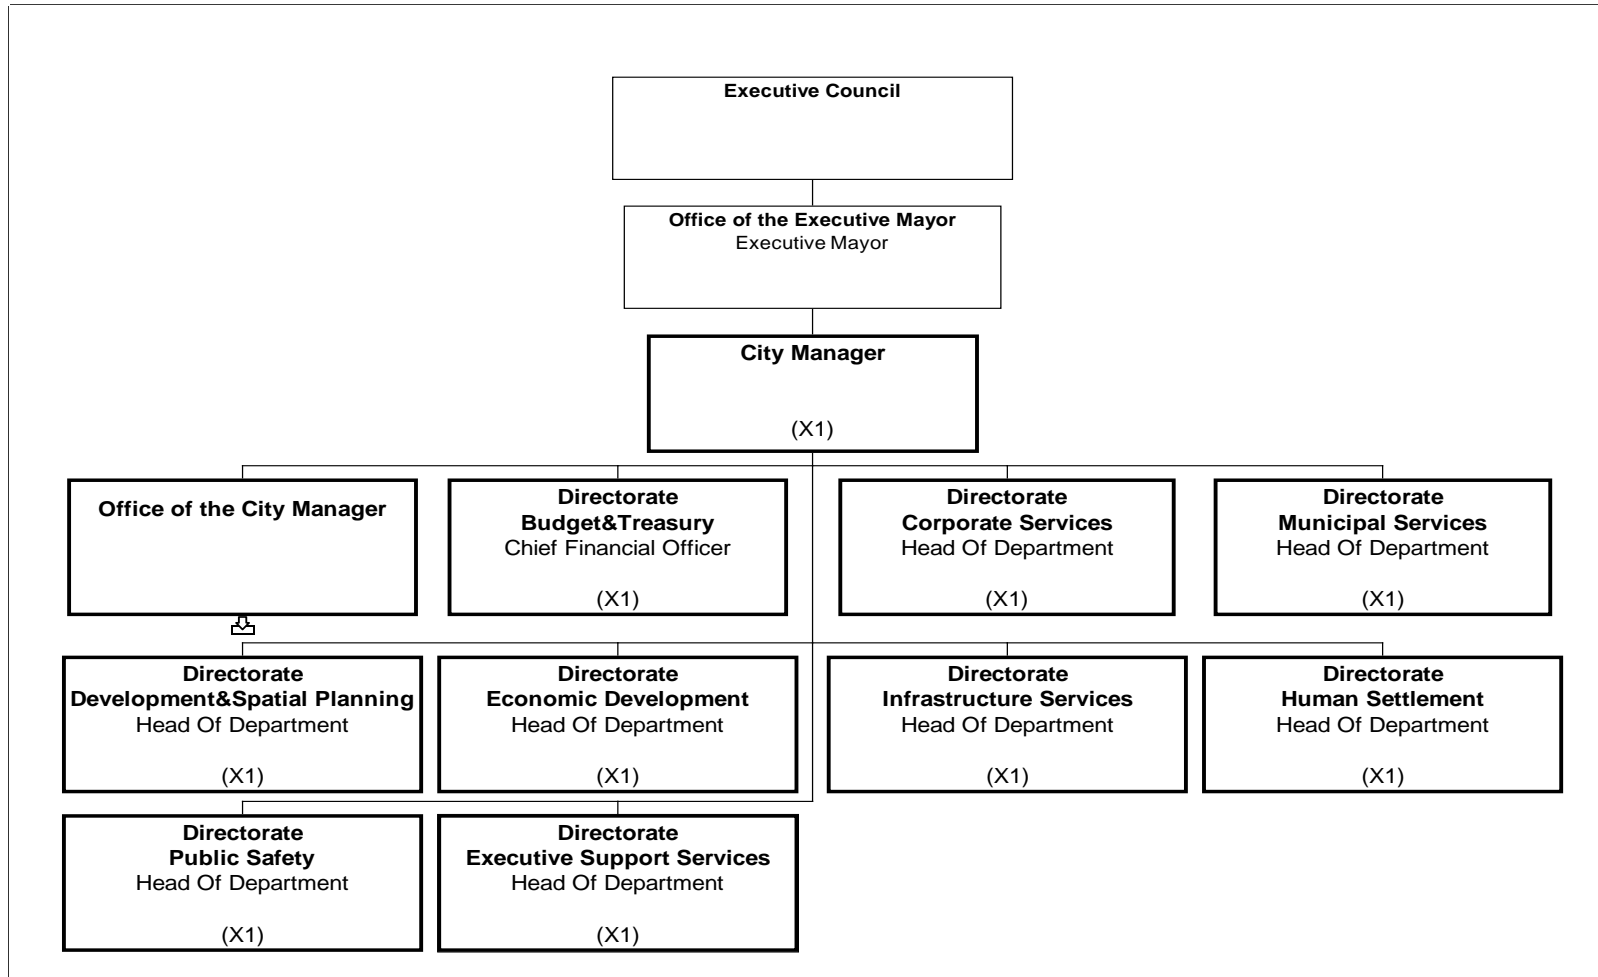 Executive Council
Office of the Executive Mayor
Executive Mayor
City Manager
(X1)
Office of the City Manager
Directorate
Budget&Treasury
Chief Financial Officer
(X1)
Directorate
Corporate Services
Head Of Department
(X1)
Directorate
Municipal Services
Head Of Department
(X1)
Directorate
Development&Spatial Planning
Head Of Department
(X1)
Directorate
Economic Development
Head Of Department
(X1)
Directorate
Infrastructure Services
Head Of Department
(X1)
Directorate
Human Settlement
Head Of Department
(X1)
Directorate
Public Safety
Head Of Department
(X1)
Directorate
Executive Support Services
Head Of Department
(X1)